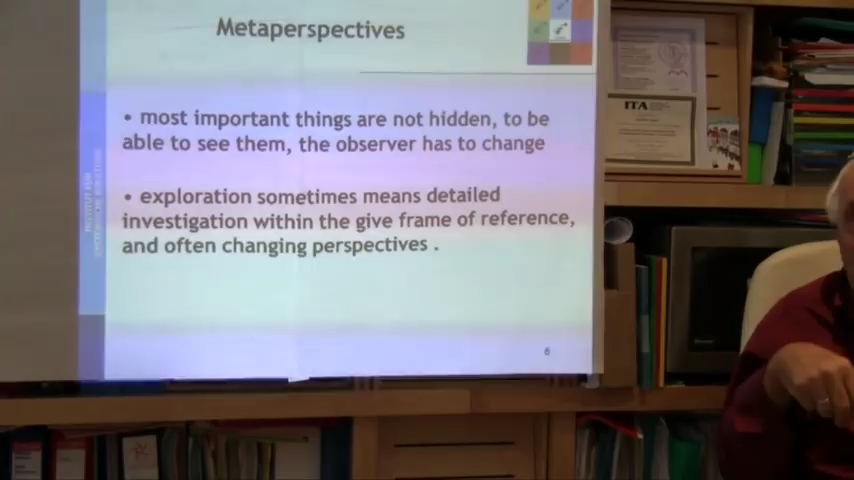 Metaperspectives
• most important things are not hidden, to be
able to see them, the observer has to change
• exploration sometimes means detailed
investigation within the give frame of reference,
and often changing perspectives .
6
ITA